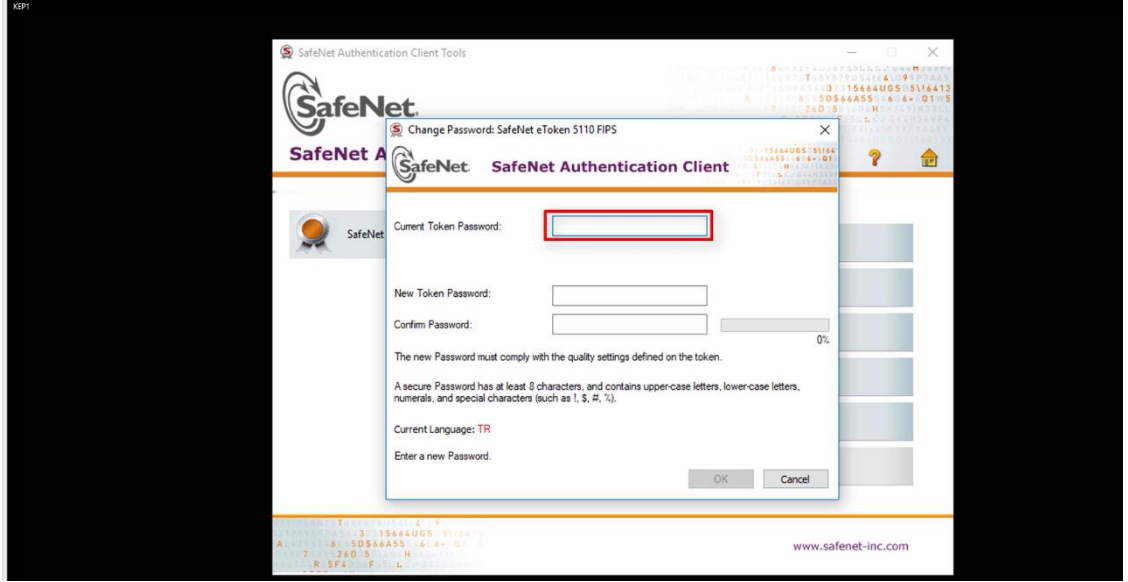 KEP1
SafeNet Authentication Client Tools
SafeNet.
SafeNet A
Change Password: SafeNet eToken 5110 FIPS
SafeNet.
SafeNet Authentication Client
SafeNet
Current Token Password:
New Token Password:
Confirm Password:
0%
The new Password must comply with the quality settings defined on the token.
A secure Password has at least 8 characters, and contains upper-case letters, lower-case letters,
numerals, and special characters (such as !, $, #, %).
Current Language: TR
Enter a new Password.
OK
Cancel
www.safenet-inc.com